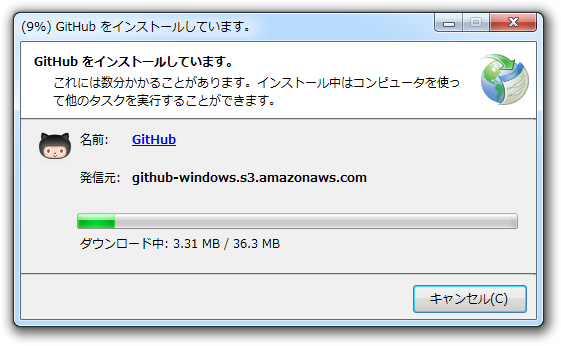 (9%) GitHub をインストールしています。
GitHub をインストールしています。
これには数分かかることがあります。インストール中はコンピュータを使っ
て他のタスクを実行することができます。
名前: GitHub
発信元: github-windows.s3.amazonaws.com
ダウンロード中: 3.31 MB / 36.3 MB
キャンセル(C)